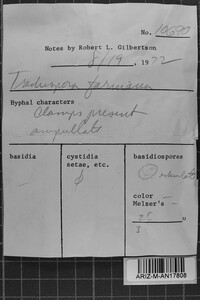 No. 10580
Notes by Robert L. Gilbertson
8/19, 1972
Trechispora farinacea
Hyphal characters
Clamps present
ampullate
basidia
cystidia
setae, etc.
basidiospores
—
φ
color —
Melzer's —
μ
3
ARIZ-M-AN17808